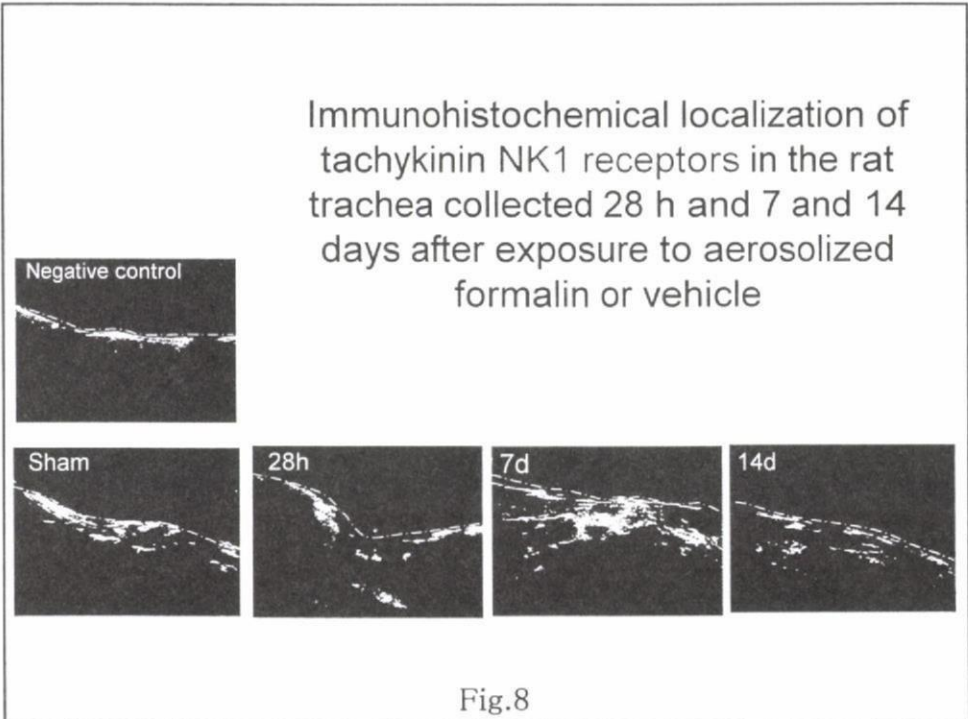 Immunohistochemical localization of
tachykinin NK1 receptors in the rat
trachea collected 28 h and 7 and 14
days after exposure to aerosolized
formalin or vehicle
Negative control
Sham
28h
7d
14d
Fig.8